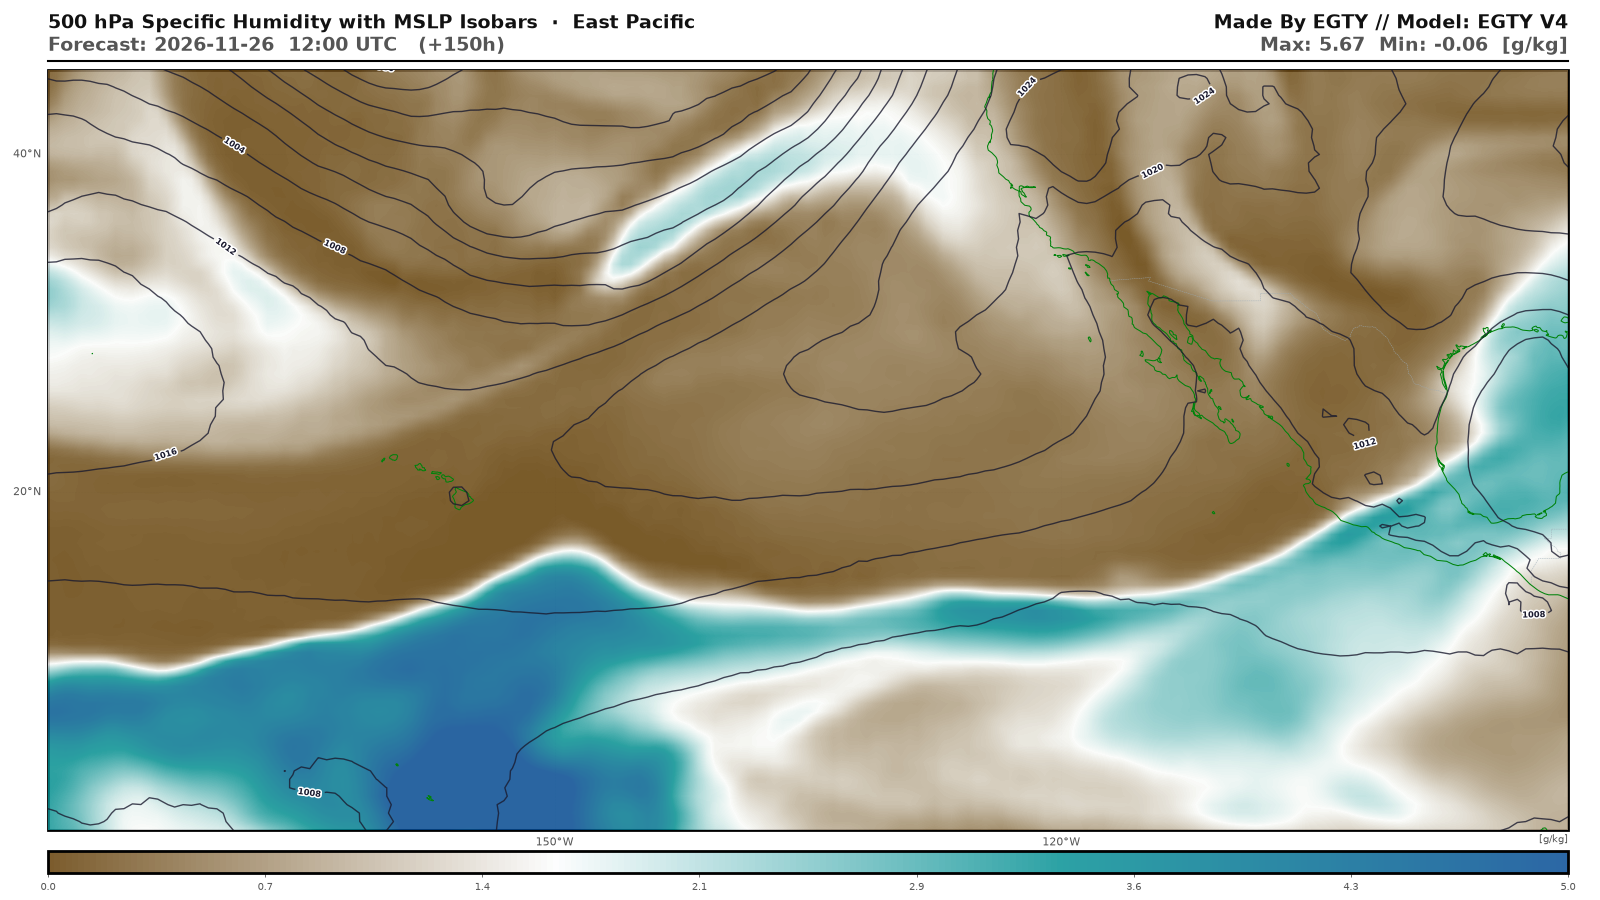 500 hPa Specific Humidity with MSLP Isobars · East Pacific
Made By EGTY // Model: EGTY V4
Forecast: 2026-11-26 12:00 UTC (+150h)
Max: 5.67 Min: -0.06 [g/kg]
1024
1024
1004
40°N
1020
1012
1008
1012
1016
20°N
1008
1008
150°W
120°W
[g/kg]
0.0
0.7
1.4
2.1
2.9
3.6
4.3
5.0